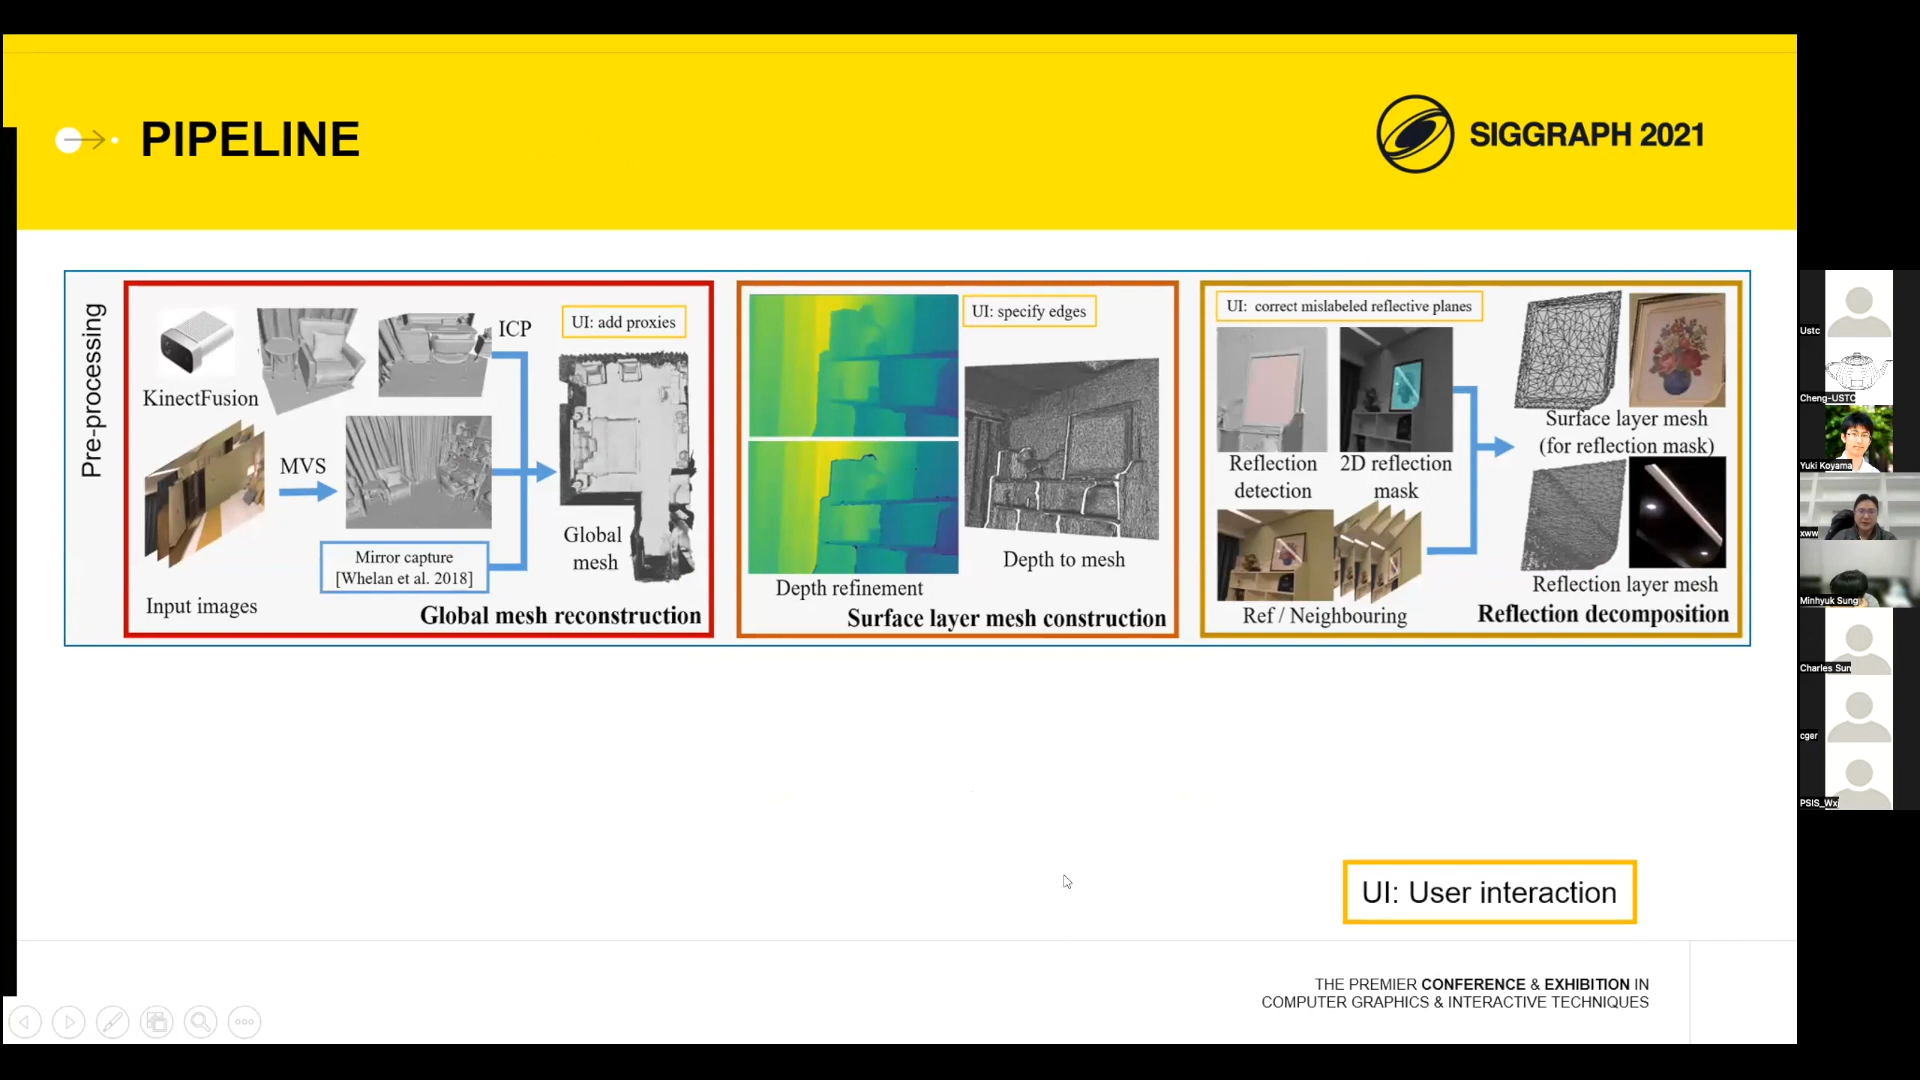 PIPELINE
SIGGRAPH 2021
Pre-processing
KinectFusion
ICP
UI: add proxies
MVS
Input images
Mirror capture
[Whelan et al. 2018]
Global
mesh
Global mesh reconstruction
UI: specify edges
Depth refinement
Depth to mesh
Surface layer mesh construction
UI: correct mislabeled reflective planes
Reflection
detection
2D reflection
mask
Ref / Neighbouring
Surface layer mesh
(for reflection mask)
Reflection layer mesh
Reflection decomposition
UI: User interaction
THE PREMIER CONFERENCE & EXHIBITION IN
COMPUTER GRAPHICS & INTERACTIVE TECHNIQUES
Ustc
Cheng-USTC
Yuki Koyama
xww
Minhyuk Sung
Charles Sun
cger
PSIS_Wxj